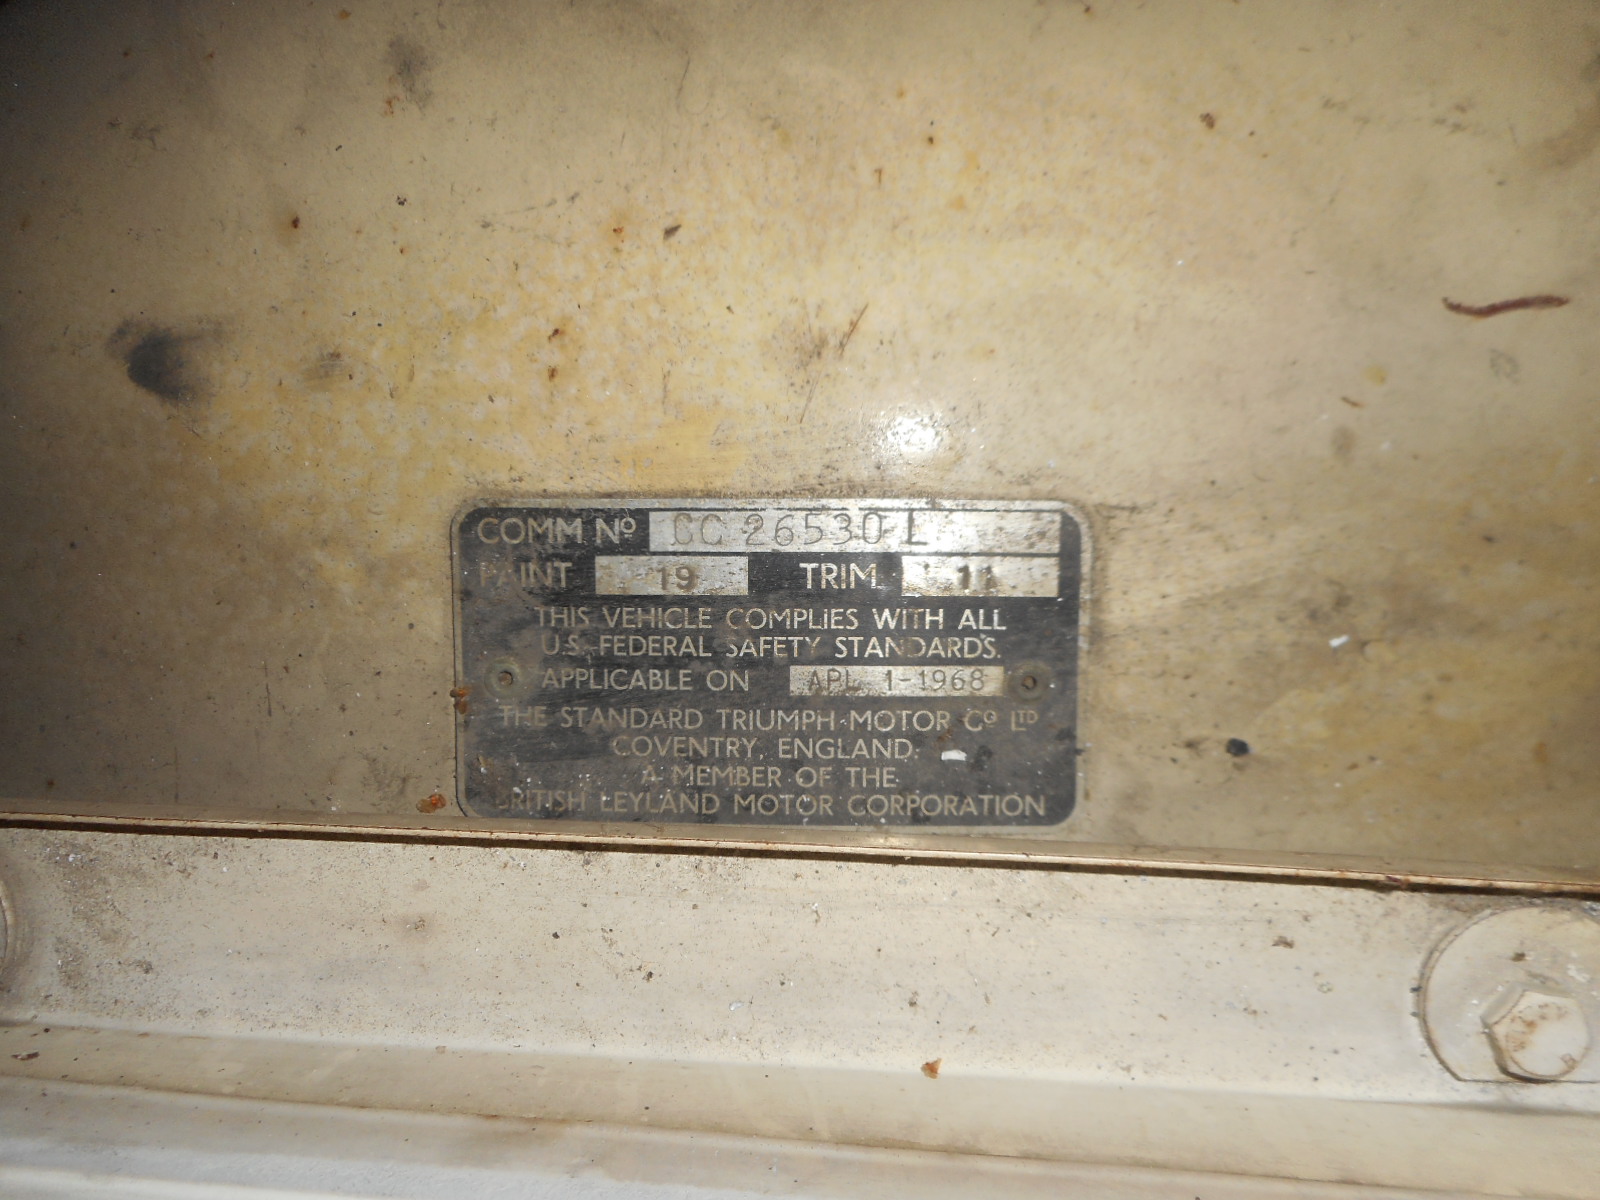 COMM Nº CC 26530 L
PAINT 19 TRIM 11
THIS VEHICLE COMPLIES WITH ALL
U.S. FEDERAL SAFETY STANDARDS.
APPLICABLE ON APL 1-1968
THE STANDARD TRIUMPH MOTOR Cº LTD
COVENTRY, ENGLAND.
A MEMBER OF THE
BRITISH LEYLAND MOTOR CORPORATION